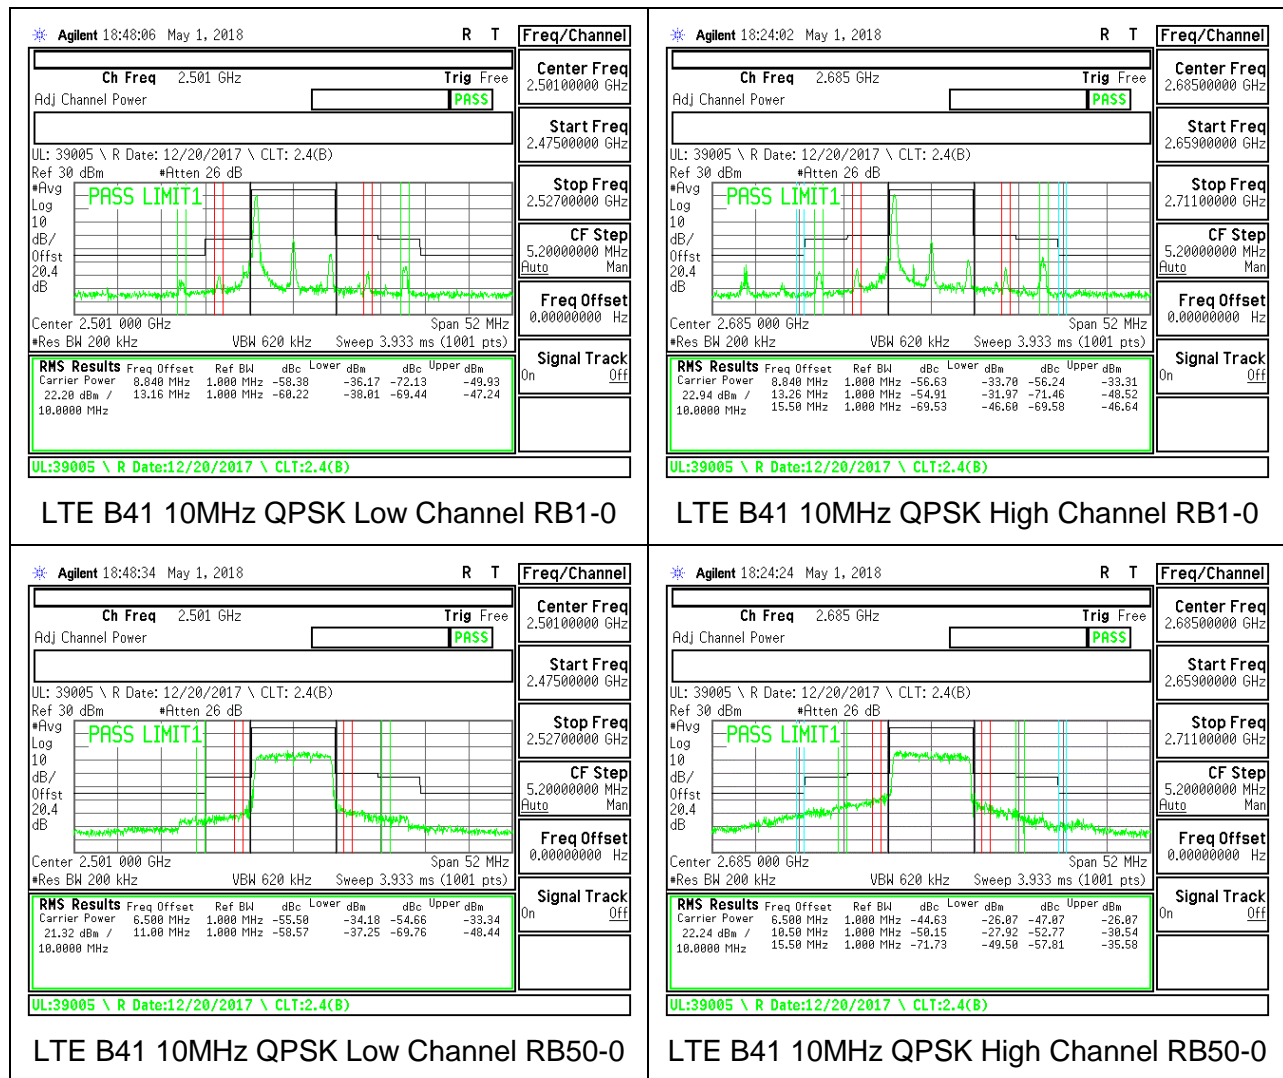 Agilent 18:48:06 May 1, 2018 R T Freq/Channel
Ch Freq 2.501 GHz Trig Free
Adj Channel Power PASS
UL: 39005 \ R Date: 12/20/2017 \ CLT: 2.4(B)
Ref 30 dBm #Atten 26 dB
#Avg
Log
10
dB/
Offst
20.4
dB
PASS LIMIT1
Center 2.501 000 GHz Span 52 MHz
#Res BW 200 kHz VBW 620 kHz Sweep 3.933 ms (1001 pts)
RMS Results Freq Offset Ref BW dBc Lower dBm dBc Upper dBm
Carrier Power 8.840 MHz 1.000 MHz -58.38 -36.17 -72.13 -49.93
22.20 dBm / 13.16 MHz 1.000 MHz -60.22 -38.01 -69.44 -47.24
10.0000 MHz
UL:39005 \ R Date:12/20/2017 \ CLT:2.4(B)
Center Freq
2.50100000 GHz
Start Freq
2.47500000 GHz
Stop Freq
2.52700000 GHz
CF Step
5.20000000 MHz
Auto Man
Freq Offset
0.00000000 Hz
Signal Track
On Off
LTE B41 10MHz QPSK Low Channel RB1-0
Agilent 18:24:02 May 1, 2018 R T Freq/Channel
Ch Freq 2.685 GHz Trig Free
Adj Channel Power PASS
UL: 39005 \ R Date: 12/20/2017 \ CLT: 2.4(B)
Ref 30 dBm #Atten 26 dB
#Avg
Log
10
dB/
Offst
20.4
dB
PASS LIMIT1
Center 2.685 000 GHz Span 52 MHz
#Res BW 200 kHz VBW 620 kHz Sweep 3.933 ms (1001 pts)
RMS Results Freq Offset Ref BW dBc Lower dBm dBc Upper dBm
Carrier Power 8.840 MHz 1.000 MHz -56.63 -33.70 -56.24 -33.31
22.94 dBm / 13.26 MHz 1.000 MHz -54.91 -31.97 -71.46 -48.52
10.0000 MHz 15.50 MHz 1.000 MHz -69.53 -46.60 -69.58 -46.64
UL:39005 \ R Date:12/20/2017 \ CLT:2.4(B)
Center Freq
2.68500000 GHz
Start Freq
2.65900000 GHz
Stop Freq
2.71100000 GHz
CF Step
5.20000000 MHz
Auto Man
Freq Offset
0.00000000 Hz
Signal Track
On Off
LTE B41 10MHz QPSK High Channel RB1-0
Agilent 18:48:34 May 1, 2018 R T Freq/Channel
Ch Freq 2.501 GHz Trig Free
Adj Channel Power PASS
UL: 39005 \ R Date: 12/20/2017 \ CLT: 2.4(B)
Ref 30 dBm #Atten 26 dB
#Avg
Log
10
dB/
Offst
20.4
dB
PASS LIMIT1
Center 2.501 000 GHz Span 52 MHz
#Res BW 200 kHz VBW 620 kHz Sweep 3.933 ms (1001 pts)
RMS Results Freq Offset Ref BW dBc Lower dBm dBc Upper dBm
Carrier Power 6.500 MHz 1.000 MHz -55.50 -34.18 -54.66 -33.34
21.32 dBm / 11.00 MHz 1.000 MHz -58.57 -37.25 -69.76 -48.44
10.0000 MHz
UL:39005 \ R Date:12/20/2017 \ CLT:2.4(B)
Center Freq
2.50100000 GHz
Start Freq
2.47500000 GHz
Stop Freq
2.52700000 GHz
CF Step
5.20000000 MHz
Auto Man
Freq Offset
0.00000000 Hz
Signal Track
On Off
LTE B41 10MHz QPSK Low Channel RB50-0
Agilent 18:24:24 May 1, 2018 R T Freq/Channel
Ch Freq 2.685 GHz Trig Free
Adj Channel Power PASS
UL: 39005 \ R Date: 12/20/2017 \ CLT: 2.4(B)
Ref 30 dBm #Atten 26 dB
#Avg
Log
10
dB/
Offst
20.4
dB
PASS LIMIT1
Center 2.685 000 GHz Span 52 MHz
#Res BW 200 kHz VBW 620 kHz Sweep 3.933 ms (1001 pts)
RMS Results Freq Offset Ref BW dBc Lower dBm dBc Upper dBm
Carrier Power 6.500 MHz 1.000 MHz -44.63 -26.07 -47.07 -26.07
22.24 dBm / 10.50 MHz 1.000 MHz -50.15 -27.92 -52.77 -30.54
10.0000 MHz 15.50 MHz 1.000 MHz -71.73 -49.50 -57.81 -35.58
UL:39005 \ R Date:12/20/2017 \ CLT:2.4(B)
Center Freq
2.68500000 GHz
Start Freq
2.65900000 GHz
Stop Freq
2.71100000 GHz
CF Step
5.20000000 MHz
Auto Man
Freq Offset
0.00000000 Hz
Signal Track
On Off
LTE B41 10MHz QPSK High Channel RB50-0